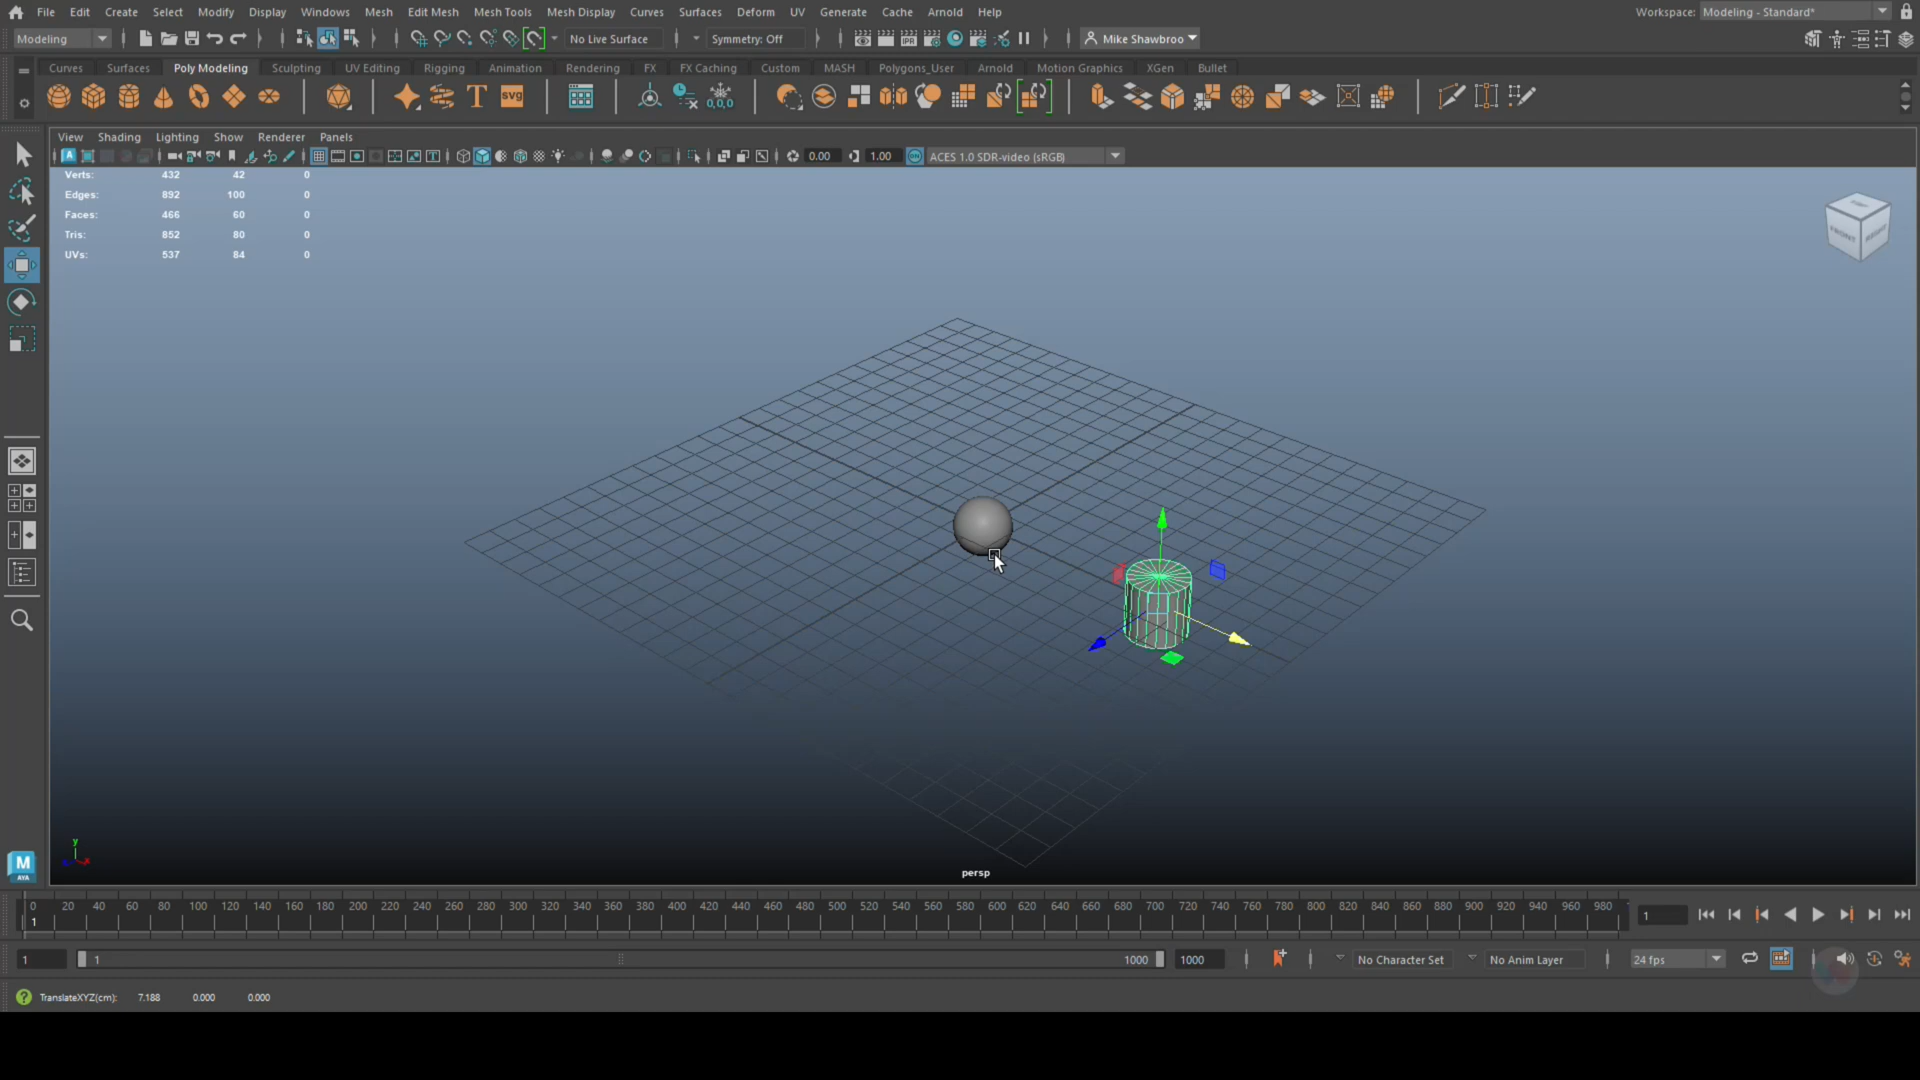 File Edit Create Select Modify Display Windows Mesh Edit Mesh Mesh Tools Mesh Display Curves Surfaces Deform UV Generate Cache Arnold Help Workspace: Modeling - Standard*
Modeling No Live Surface Symmetry: Off Mike Shawbroo
Curves Surfaces Poly Modeling Sculpting UV Editing Rigging Animation Rendering FX FX Caching Custom MASH Polygons_User Arnold Motion Graphics XGen Bullet
T SVG 0,0,0
View Shading Lighting Show Renderer Panels
0.00 1.00 ACES 1.0 SDR-video (sRGB)
Verts: 432 42 0
Edges: 892 100 0
Faces: 466 60 0
Tris: 852 80 0
UVs: 537 84 0
FRONT RIGHT
y
persp
M
AYA
0 20 40 60 80 100 120 140 160 180 200 220 240 260 280 300 320 340 360 380 400 420 440 460 480 500 520 540 560 580 600 620 640 660 680 700 720 740 760 780 800 820 840 860 880 900 920 940 960 980
1 1
1 1 1000 1000 No Character Set No Anim Layer 24 fps
TranslateXYZ(cm): 7.188 0.000 0.000